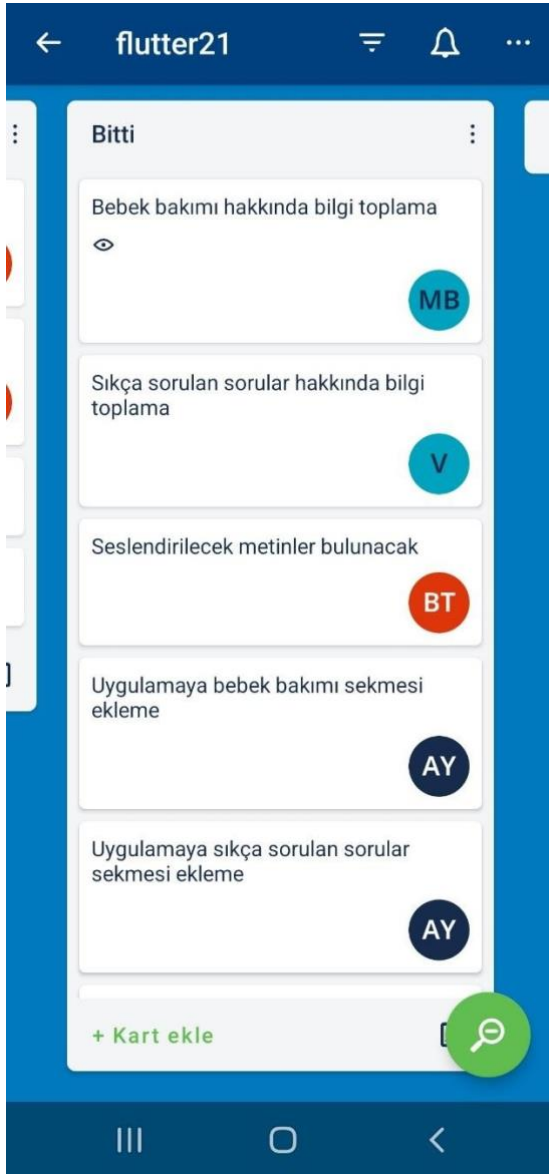 flutter21
Bitti
Bebek bakımı hakkında bilgi toplama
MB
Sıkça sorulan sorular hakkında bilgi
toplama
V
Seslendirilecek metinler bulunacak
BT
Uygulamaya bebek bakımı sekmesi
ekleme
AY
Uygulamaya sıkça sorulan sorular
sekmesi ekleme
AY
+ Kart ekle